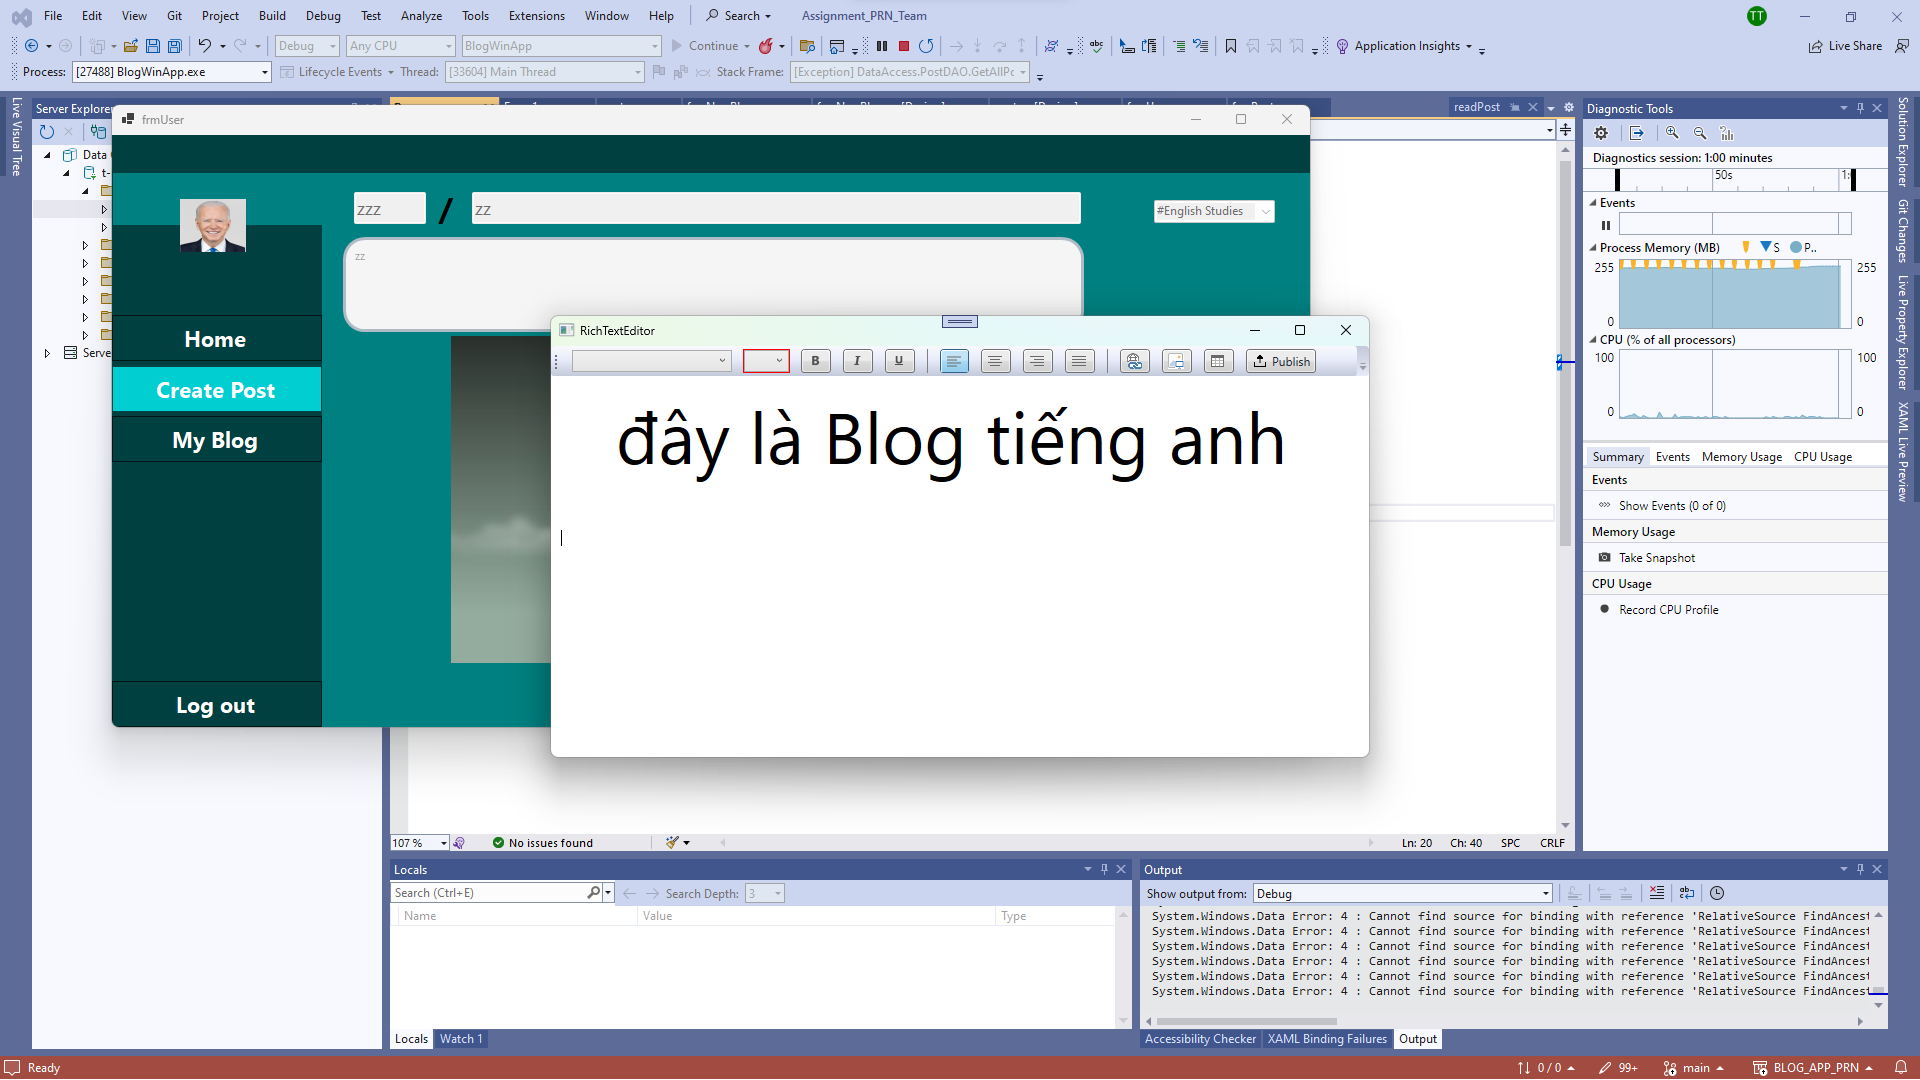 File Edit View Git Project Build Debug Test Analyze Tools Extensions Window Help Search Assignment_PRN_Team TT
Debug Any CPU BlogWinApp Continue Application Insights Live Share
Process: [27488] BlogWinApp.exe Lifecycle Events Thread: [33604] Main Thread Stack Frame: [Exception] DataAccess.PostDAO.GetAllPc
Live Visual Tree
Server Explorer
Data
t-
Serve
readPost
frmUser
zzz / zz
#English Studies
zz
Home
Create Post
My Blog
Log out
RichTextEditor
B I U Publish
đây là Blog tiếng anh
107 % No issues found Ln: 20 Ch: 40 SPC CRLF
Diagnostic Tools
Diagnostics session: 1:00 minutes
50s 1:
Events
Process Memory (MB) S P..
255 255
0 0
CPU (% of all processors)
100 100
0 0
Summary Events Memory Usage CPU Usage
Events
Show Events (0 of 0)
Memory Usage
Take Snapshot
CPU Usage
Record CPU Profile
Solution Explorer
Git Changes
Live Property Explorer
XAML Live Preview
Locals
Search (Ctrl+E) Search Depth: 3
Name Value Type
Locals Watch 1
Output
Show output from: Debug
System.Windows.Data Error: 4 : Cannot find source for binding with reference 'RelativeSource FindAncest
System.Windows.Data Error: 4 : Cannot find source for binding with reference 'RelativeSource FindAncest
System.Windows.Data Error: 4 : Cannot find source for binding with reference 'RelativeSource FindAncest
System.Windows.Data Error: 4 : Cannot find source for binding with reference 'RelativeSource FindAncest
System.Windows.Data Error: 4 : Cannot find source for binding with reference 'RelativeSource FindAncest
System.Windows.Data Error: 4 : Cannot find source for binding with reference 'RelativeSource FindAncest
Accessibility Checker XAML Binding Failures Output
Ready 0 / 0 99+ main BLOG_APP_PRN